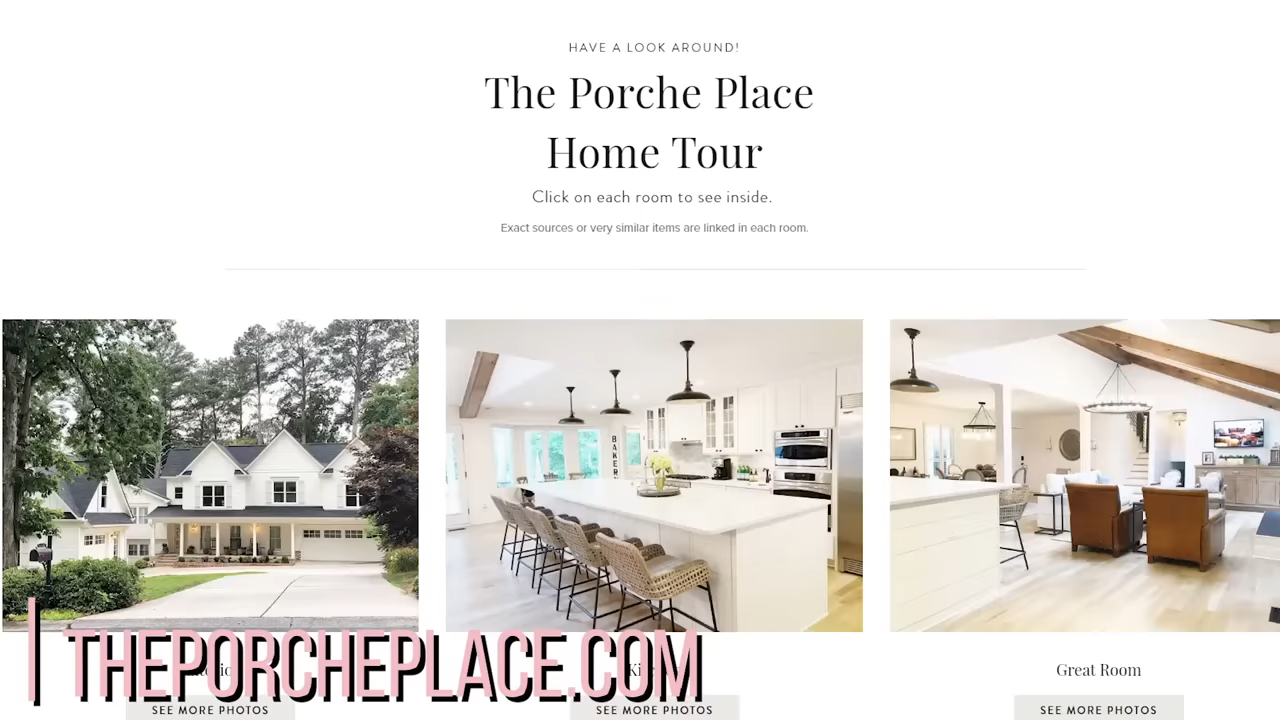 HAVE A LOOK AROUND!
The Porche Place
Home Tour
Click on each room to see inside.
Exact sources or very similar items are linked in each room.
BAKER
THEPORCHEPLACE.COM
Great Room
SEE MORE PHOTOS
SEE MORE PHOTOS
SEE MORE PHOTOS